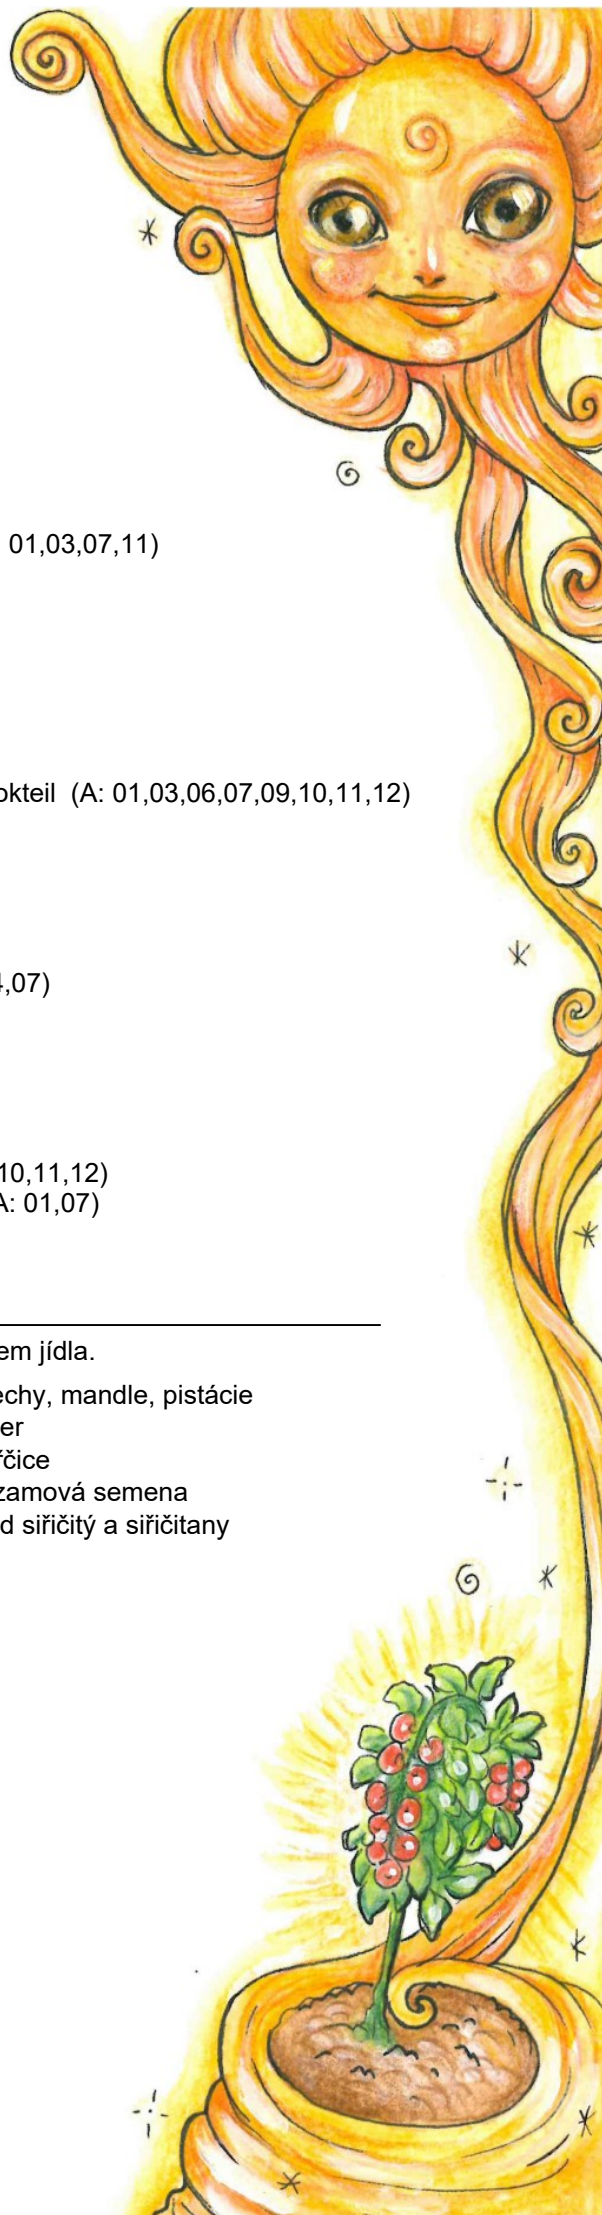 01,03,07,11)
okteil (A: 01,03,06,07,09,10,11,12)
,07)
10,11,12)
A: 01,07)
em jídla.
echy, mandle, pistácie
er
řčice
zamová semena
d siřičitý a siřičitany